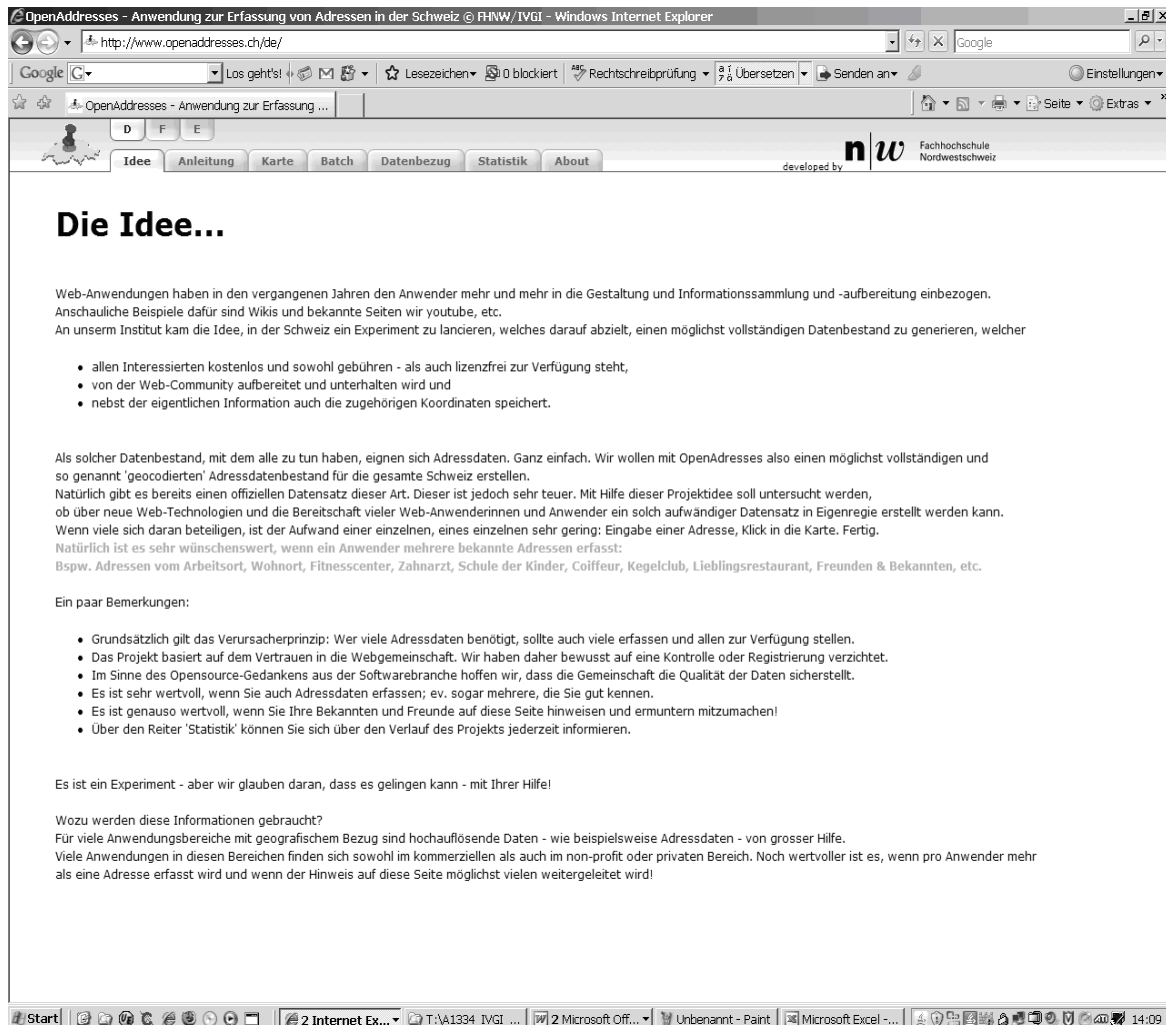 OpenAddresses - Anwendung zur Erfassung von Adressen in der Schweiz © FHNW/IVGI - Windows Internet Explorer
http://www.openaddresses.ch/de/
Google
Google G Los geht's! Lesezeichen 0 blockiert Rechtschreibprüfung Übersetzen Senden an Einstellungen
OpenAddresses - Anwendung zur Erfassung ... Seite Extras »
D F E
Idee Anleitung Karte Batch Datenbezug Statistik About
developed by n|w Fachhochschule
Nordwestschweiz
Die Idee...
Web-Anwendungen haben in den vergangenen Jahren den Anwender mehr und mehr in die Gestaltung und Informationssammlung und -aufbereitung einbezogen.
Anschauliche Beispiele dafür sind Wikis und bekannte Seiten wir youtube, etc.
An unserm Institut kam die Idee, in der Schweiz ein Experiment zu lancieren, welches darauf abzielt, einen möglichst vollständigen Datenbestand zu generieren, welcher
• allen Interessierten kostenlos und sowohl gebühren - als auch lizenzfrei zur Verfügung steht,
• von der Web-Community aufbereitet und unterhalten wird und
• nebst der eigentlichen Information auch die zugehörigen Koordinaten speichert.
Als solcher Datenbestand, mit dem alle zu tun haben, eignen sich Adressdaten. Ganz einfach. Wir wollen mit OpenAdresses also einen möglichst vollständigen und
so genannt 'geocodierten' Adressdatenbestand für die gesamte Schweiz erstellen.
Natürlich gibt es bereits einen offiziellen Datensatz dieser Art. Dieser ist jedoch sehr teuer. Mit Hilfe dieser Projektidee soll untersucht werden,
ob über neue Web-Technologien und die Bereitschaft vieler Web-Anwenderinnen und Anwender ein solch aufwändiger Datensatz in Eigenregie erstellt werden kann.
Wenn viele sich daran beteiligen, ist der Aufwand einer einzelnen, eines einzelnen sehr gering: Eingabe einer Adresse, Klick in die Karte. Fertig.
Natürlich ist es sehr wünschenswert, wenn ein Anwender mehrere bekannte Adressen erfasst:
Bspw. Adressen vom Arbeitsort, Wohnort, Fitnesscenter, Zahnarzt, Schule der Kinder, Coiffeur, Kegelclub, Lieblingsrestaurant, Freunden & Bekannten, etc.
Ein paar Bemerkungen:
• Grundsätzlich gilt das Verursacherprinzip: Wer viele Adressdaten benötigt, sollte auch viele erfassen und allen zur Verfügung stellen.
• Das Projekt basiert auf dem Vertrauen in die Webgemeinschaft. Wir haben daher bewusst auf eine Kontrolle oder Registrierung verzichtet.
• Im Sinne des Opensource-Gedankens aus der Softwarebranche hoffen wir, dass die Gemeinschaft die Qualität der Daten sicherstellt.
• Es ist sehr wertvoll, wenn Sie auch Adressdaten erfassen; ev. sogar mehrere, die Sie gut kennen.
• Es ist genauso wertvoll, wenn Sie Ihre Bekannten und Freunde auf diese Seite hinweisen und ermuntern mitzumachen!
• Über den Reiter 'Statistik' können Sie sich über den Verlauf des Projekts jederzeit informieren.
Es ist ein Experiment - aber wir glauben daran, dass es gelingen kann - mit Ihrer Hilfe!
Wozu werden diese Informationen gebraucht?
Für viele Anwendungsbereiche mit geografischem Bezug sind hochauflösende Daten - wie beispielsweise Adressdaten - von grosser Hilfe.
Viele Anwendungen in diesen Bereichen finden sich sowohl im kommerziellen als auch im non-profit oder privaten Bereich. Noch wertvoller ist es, wenn pro Anwender mehr
als eine Adresse erfasst wird und wenn der Hinweis auf diese Seite möglichst vielen weitergeleitet wird!
Start 2 Internet Ex... T:\A1334_IVGI_... 2 Microsoft Off... Unbenannt - Paint Microsoft Excel -... 14:09